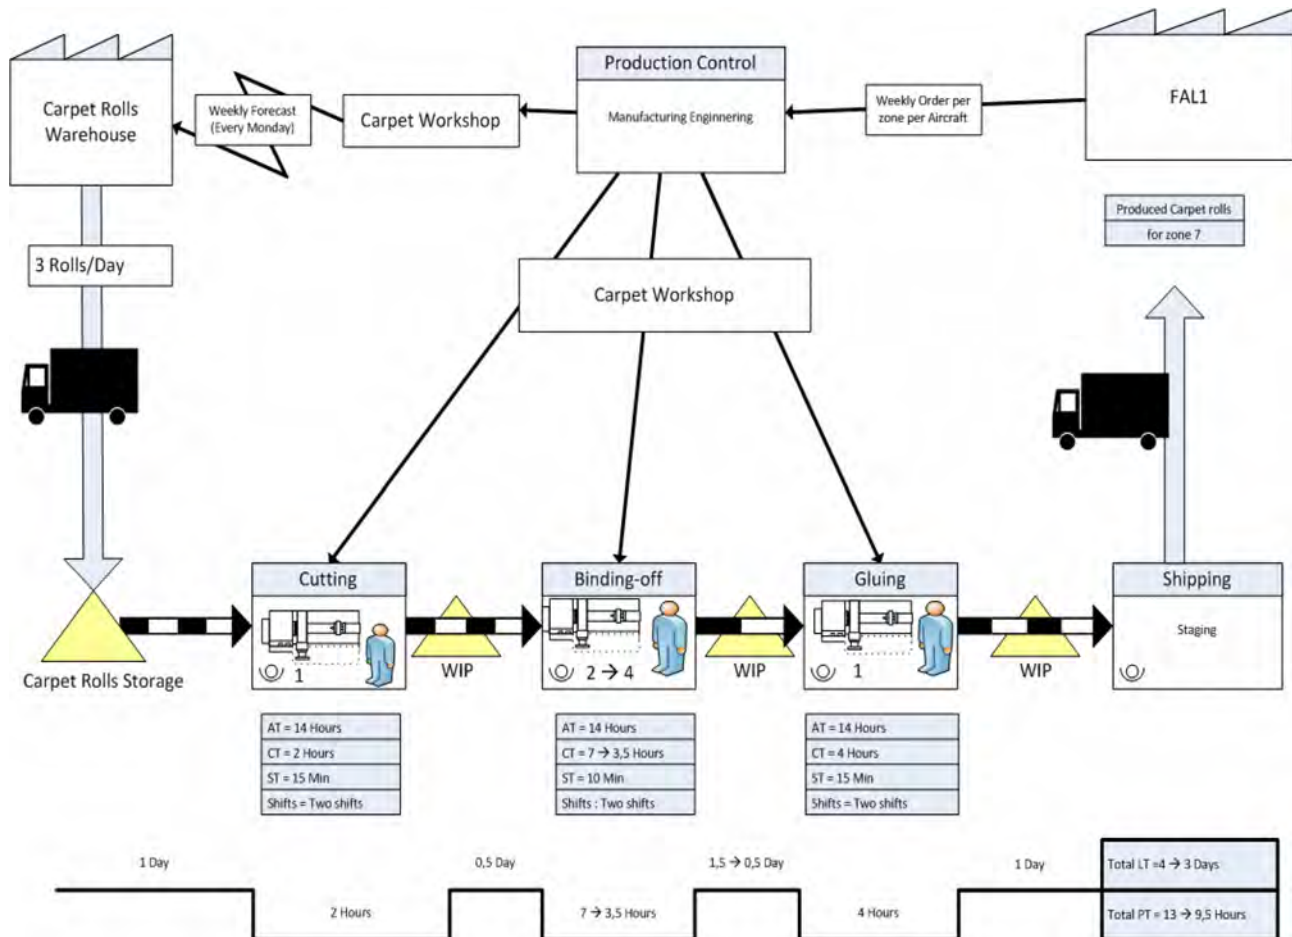 Carpet Rolls
Warehouse
Weekly Forecast
(Every Monday)
Carpet Workshop
Production Control
Manufacturing Enginnering
Weekly Order per
zone per Aircraft
FAL1
Produced Carpet rolls
for zone 7
3 Rolls/Day
Carpet Workshop
Carpet Rolls Storage
Cutting
1
WIP
Binding-off
2 → 4
WIP
Gluing
1
WIP
Shipping
Staging
AT = 14 Hours
CT = 2 Hours
ST = 15 Min
Shifts = Two shifts
AT = 14 Hours
CT = 7 → 3,5 Hours
ST = 10 Min
Shifts : Two shifts
AT = 14 Hours
CT = 4 Hours
ST = 15 Min
Shifts = Two shifts
1 Day
0,5 Day
1,5 → 0,5 Day
1 Day
Total LT =4 → 3 Days
2 Hours
7 → 3,5 Hours
4 Hours
Total PT = 13 → 9,5 Hours